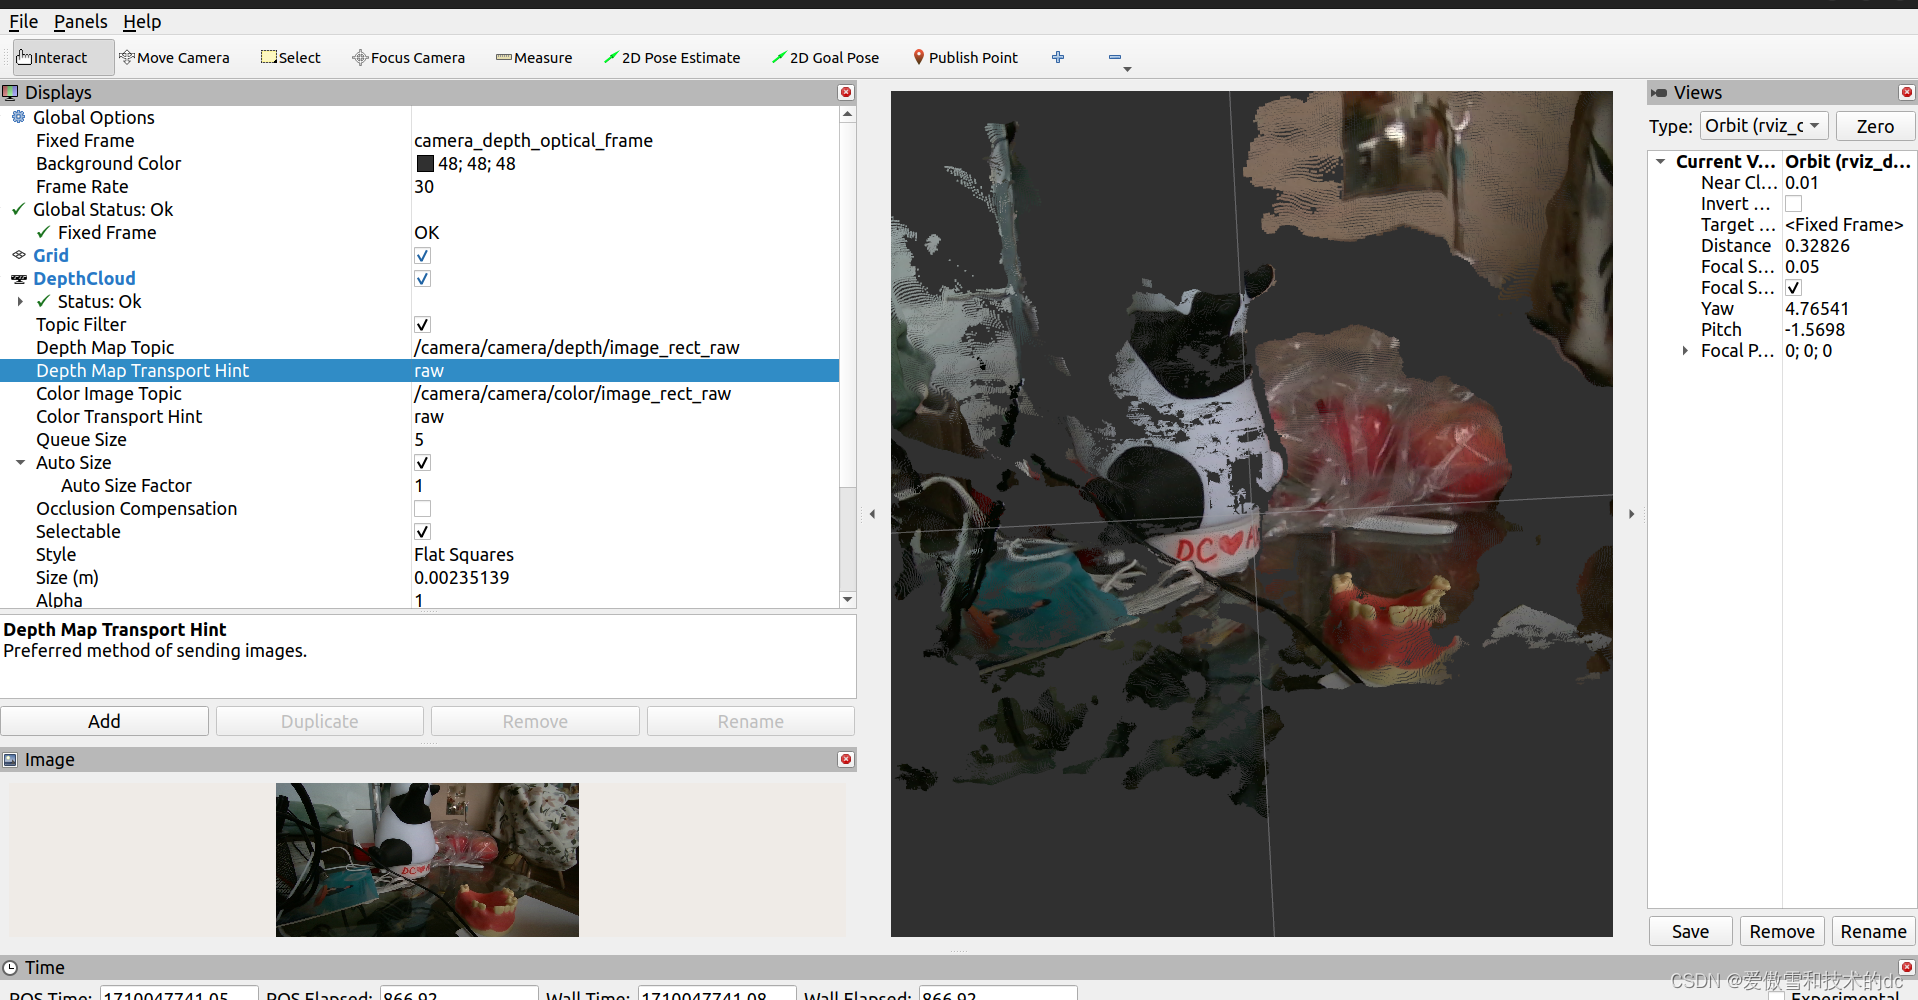 File Panels Help
Interact Move Camera Select Focus Camera Measure 2D Pose Estimate 2D Goal Pose Publish Point
Displays
Global Options
Fixed Frame camera_depth_optical_frame
Background Color 48; 48; 48
Frame Rate 30
Global Status: Ok
Fixed Frame OK
Grid
DepthCloud
Status: Ok
Topic Filter
Depth Map Topic /camera/camera/depth/image_rect_raw
Depth Map Transport Hint raw
Color Image Topic /camera/camera/color/image_rect_raw
Color Transport Hint raw
Queue Size 5
Auto Size
Auto Size Factor 1
Occlusion Compensation
Selectable
Style Flat Squares
Size (m) 0.00235139
Alpha 1
Depth Map Transport Hint
Preferred method of sending images.
Add Duplicate Remove Rename
Image
DC♥
DC♥A
Views
Type: Orbit (rviz_c Zero
Current V... Orbit (rviz_d...
Near Cl... 0.01
Invert ...
Target ... <Fixed Frame>
Distance 0.32826
Focal S... 0.05
Focal S...
Yaw 4.76541
Pitch -1.5698
Focal P... 0; 0; 0
Save Remove Rename
Time
ROS Time: 1710047741.05 ROS Elapsed: 866.92 Wall Time: 1710047741.08 Wall Elapsed: 866.92 Experimental
CSDN @爱傲雪和技术的dc